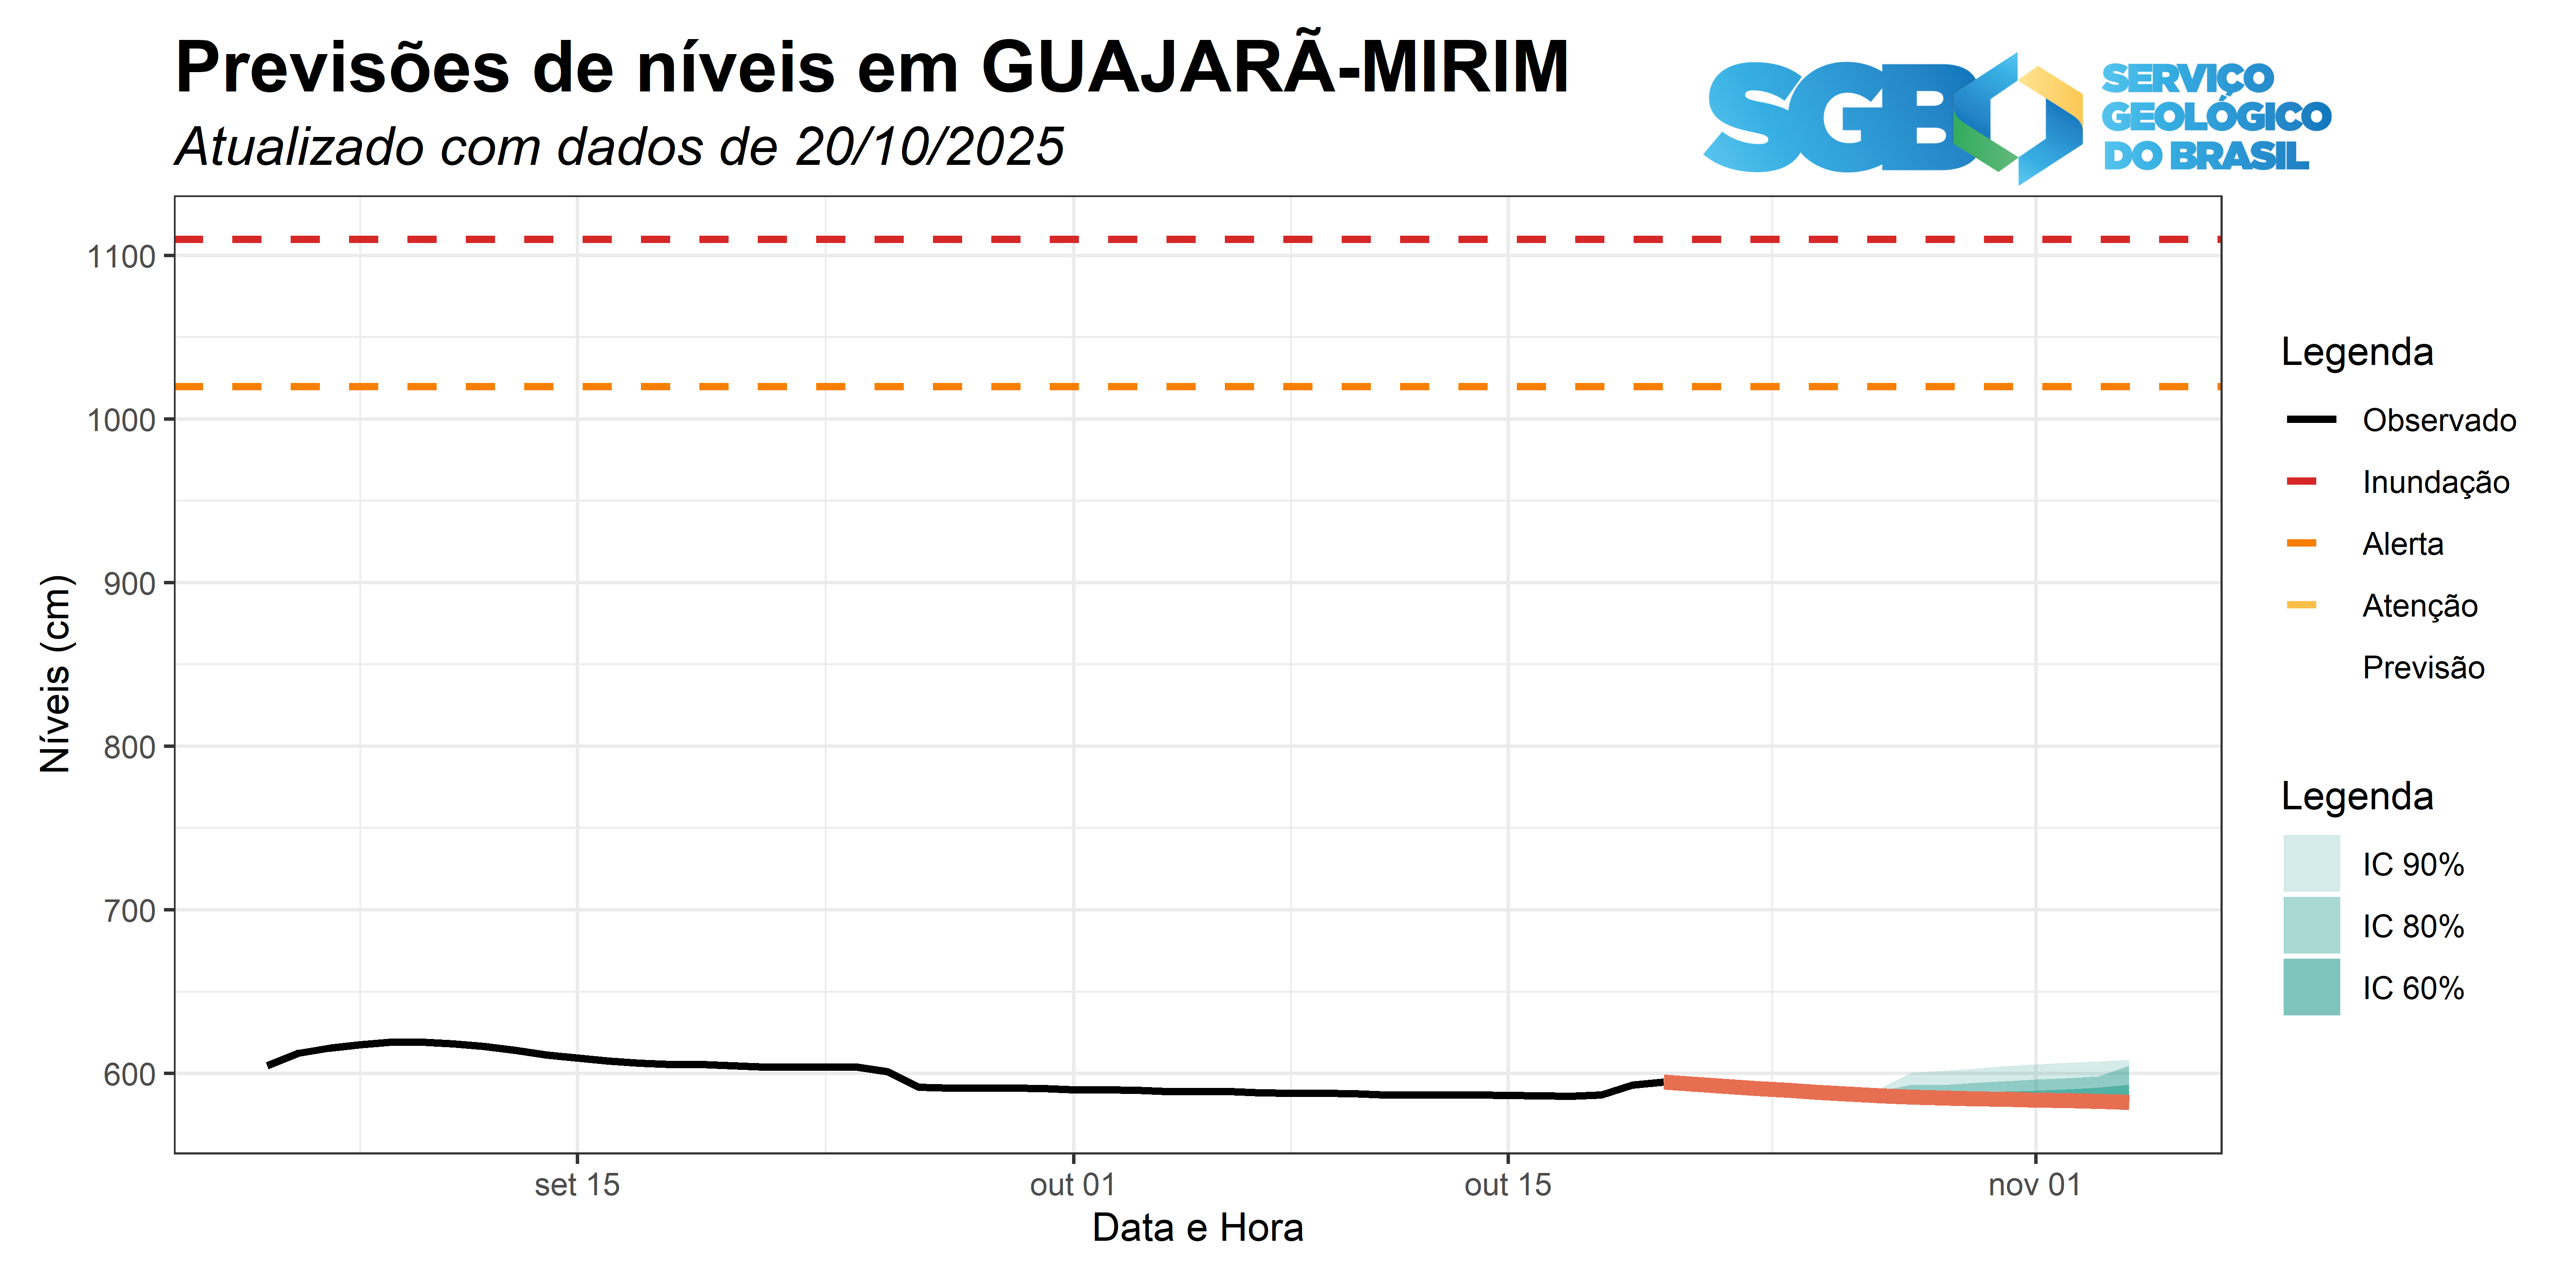 Previsões de níveis em GUAJARÃ-MIRIM
Atualizado com dados de 20/10/2025
SGB
SERVIÇO
GEOLÓGICO
DO BRASIL
1100
1000
900
800
700
600
Níveis (cm)
set 15
out 01
out 15
nov 01
Data e Hora
Legenda
Observado
Inundação
Alerta
Atenção
Previsão
Legenda
IC 90%
IC 80%
IC 60%